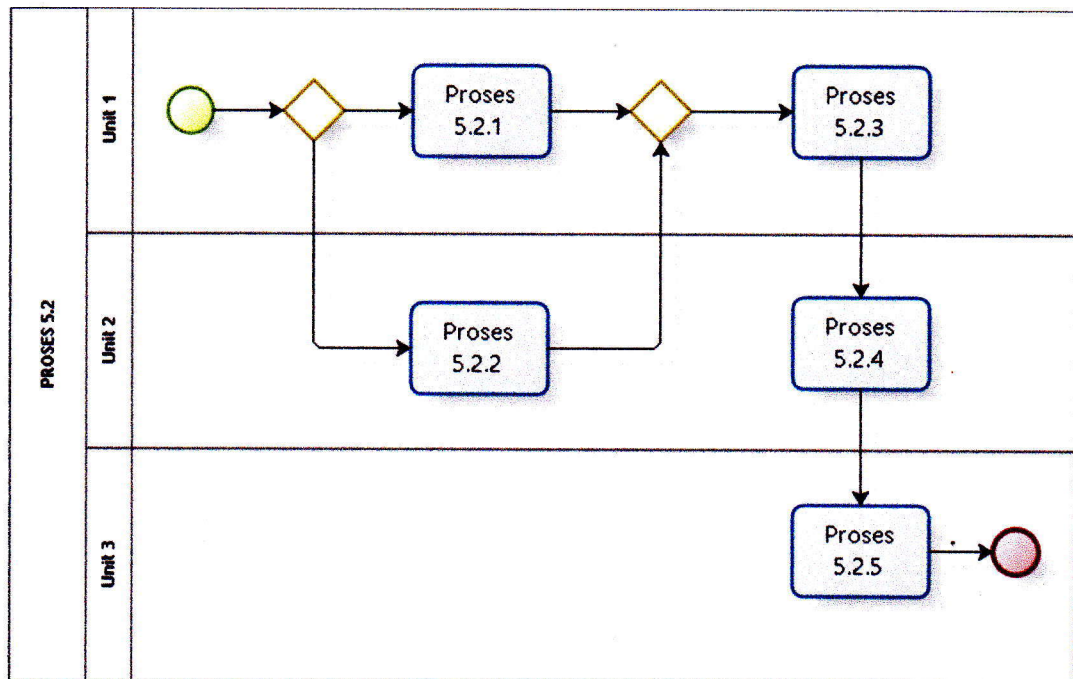 PROSES 5.2
Unit 1
Proses
5.2.1
Proses
5.2.3
Unit 2
Proses
5.2.2
Proses
5.2.4
Unit 3
Proses
5.2.5